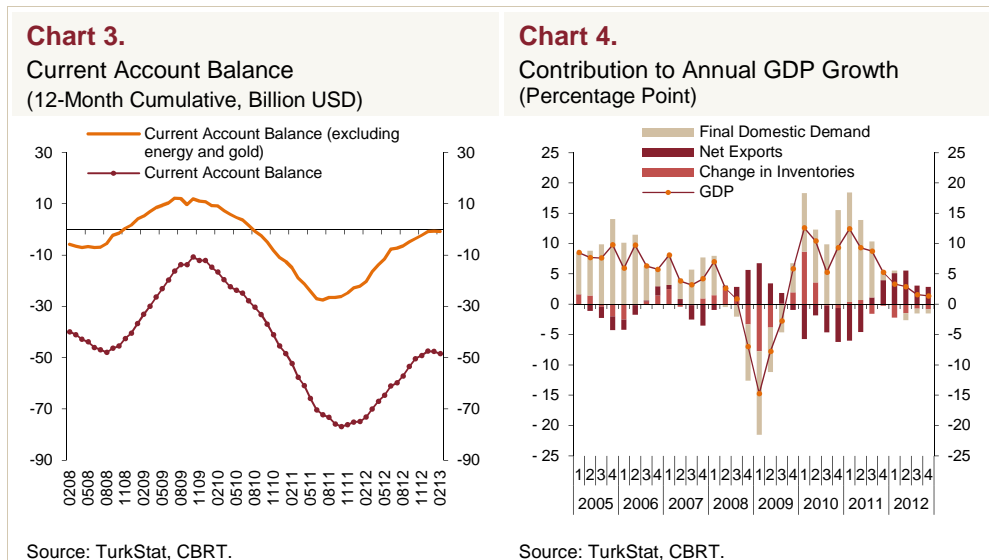 Chart 3.
Current Account Balance
(12-Month Cumulative, Billion USD)
Current Account Balance (excluding
energy and gold)
Current Account Balance
30 30
10 10
-10 -10
-30 -30
-50 -50
-70 -70
-90 -90
0208 0508 0808 1108 0209 0509 0809 1109 0210 0510 0810 1110 0211 0511 0811 1111 0212 0512 0812 1112 0213
Source: TurkStat, CBRT.
Chart 4.
Contribution to Annual GDP Growth
(Percentage Point)
Final Domestic Demand
Net Exports
Change in Inventories
GDP
25 25
20 20
15 15
10 10
5 5
0 0
-5 -5
-10 -10
-15 -15
- 20 -20
- 25 -25
1 2 3 4 1 2 3 4 1 2 3 4 1 2 3 4 1 2 3 4 1 2 3 4 1 2 3 4 1 2 3 4
2005 2006 2007 2008 2009 2010 2011 2012
Source: TurkStat, CBRT.